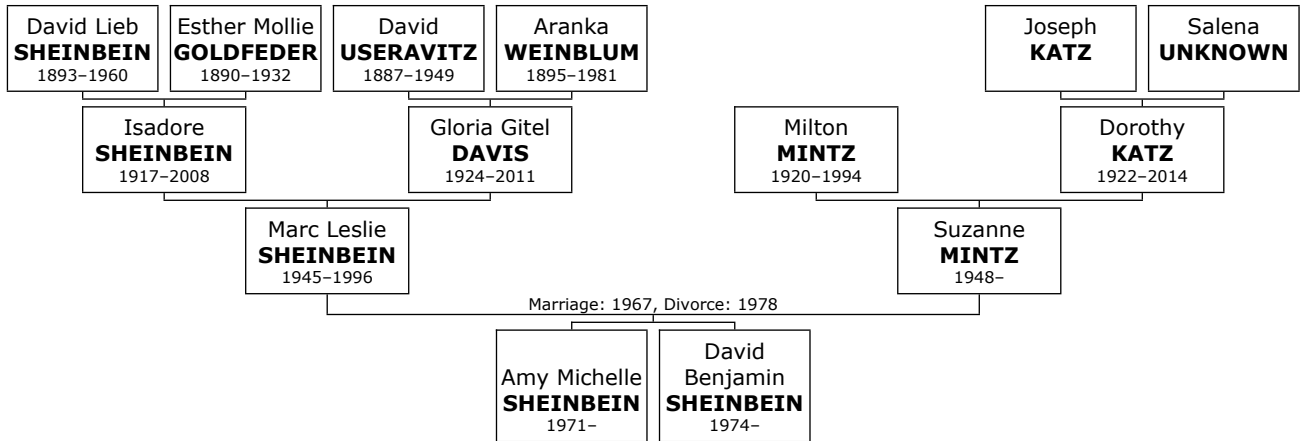 David Lieb
SHEINBEIN
1893–1960
Esther Mollie
GOLDFEDER
1890–1932
David
USERAVITZ
1887–1949
Aranka
WEINBLUM
1895–1981
Joseph
KATZ
Salena
UNKNOWN
Isadore
SHEINBEIN
1917–2008
Gloria Gitel
DAVIS
1924–2011
Milton
MINTZ
1920–1994
Dorothy
KATZ
1922–2014
Marc Leslie
SHEINBEIN
1945–1996
Suzanne
MINTZ
1948–
Marriage: 1967, Divorce: 1978
Amy Michelle
SHEINBEIN
1971–
David
Benjamin
SHEINBEIN
1974–